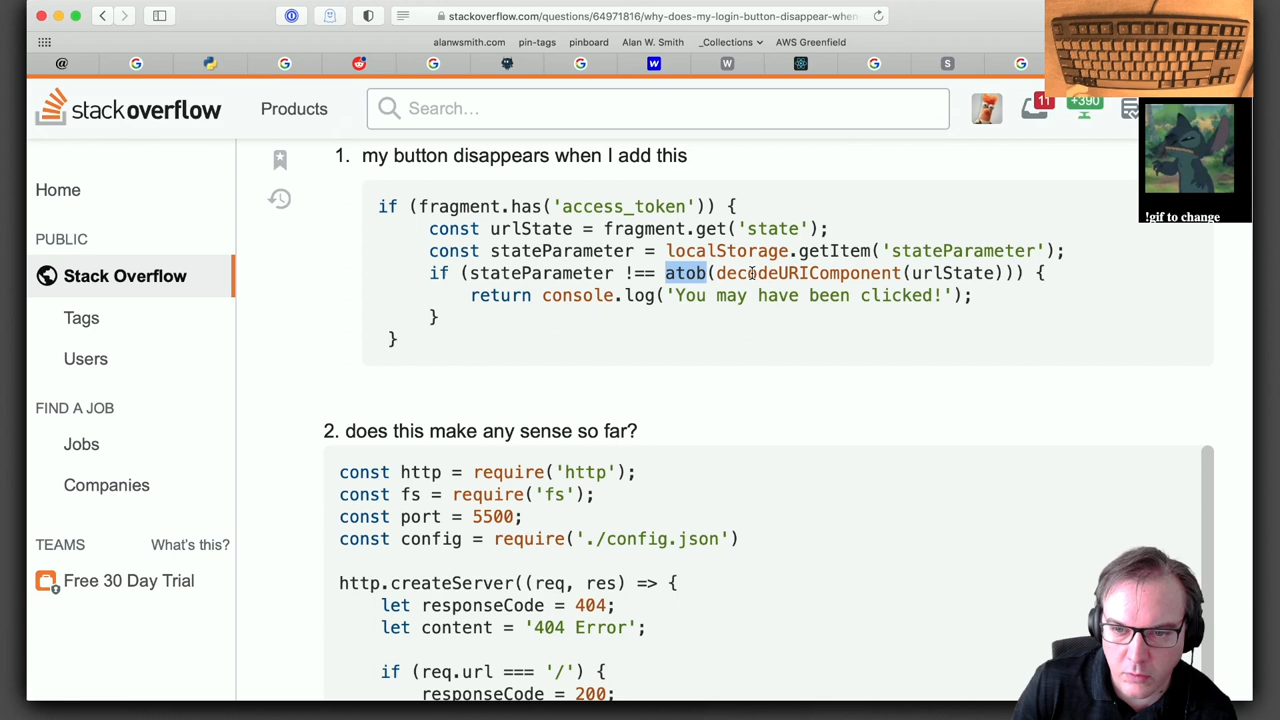 stackoverflow.com/questions/64971816/why-does-my-login-button-disappear-when-
alanwsmith.com pin-tags pinboard Alan W. Smith _Collections AWS Greenfield
stackoverflow Products Search… 11 +390
!gif to change
Home
PUBLIC
Stack Overflow
Tags
Users
FIND A JOB
Jobs
Companies
TEAMS What's this?
Free 30 Day Trial
1. my button disappears when I add this
if (fragment.has('access_token')) {
const urlState = fragment.get('state');
const stateParameter = localStorage.getItem('stateParameter');
if (stateParameter !== atob(decodeURIComponent(urlState))) {
return console.log('You may have been clicked!');
}
}
2. does this make any sense so far?
const http = require('http');
const fs = require('fs');
const port = 5500;
const config = require('./config.json')
http.createServer((req, res) => {
let responseCode = 404;
let content = '404 Error';
if (req.url === '/') {
responseCode = 200;